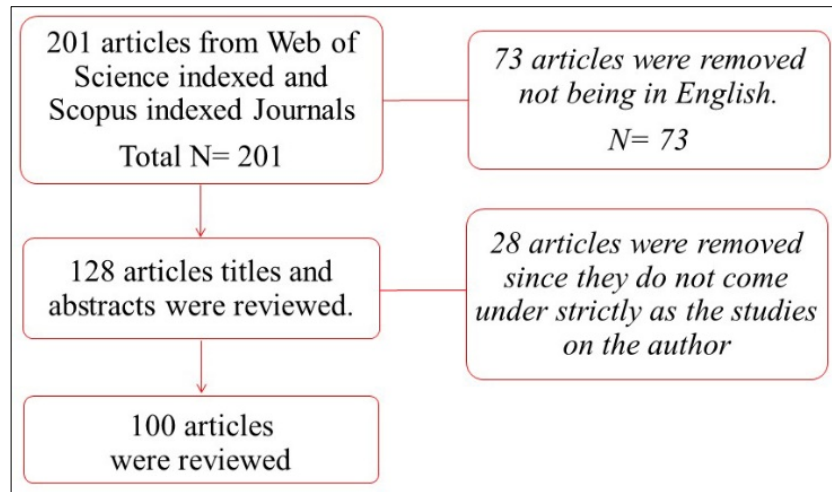 201 articles from Web of
Science indexed and
Scopus indexed Journals
Total N= 201
73 articles were removed
not being in English.
N= 73
128 articles titles and
abstracts were reviewed.
28 articles were removed
since they do not come
under strictly as the studies
on the author
100 articles
were reviewed